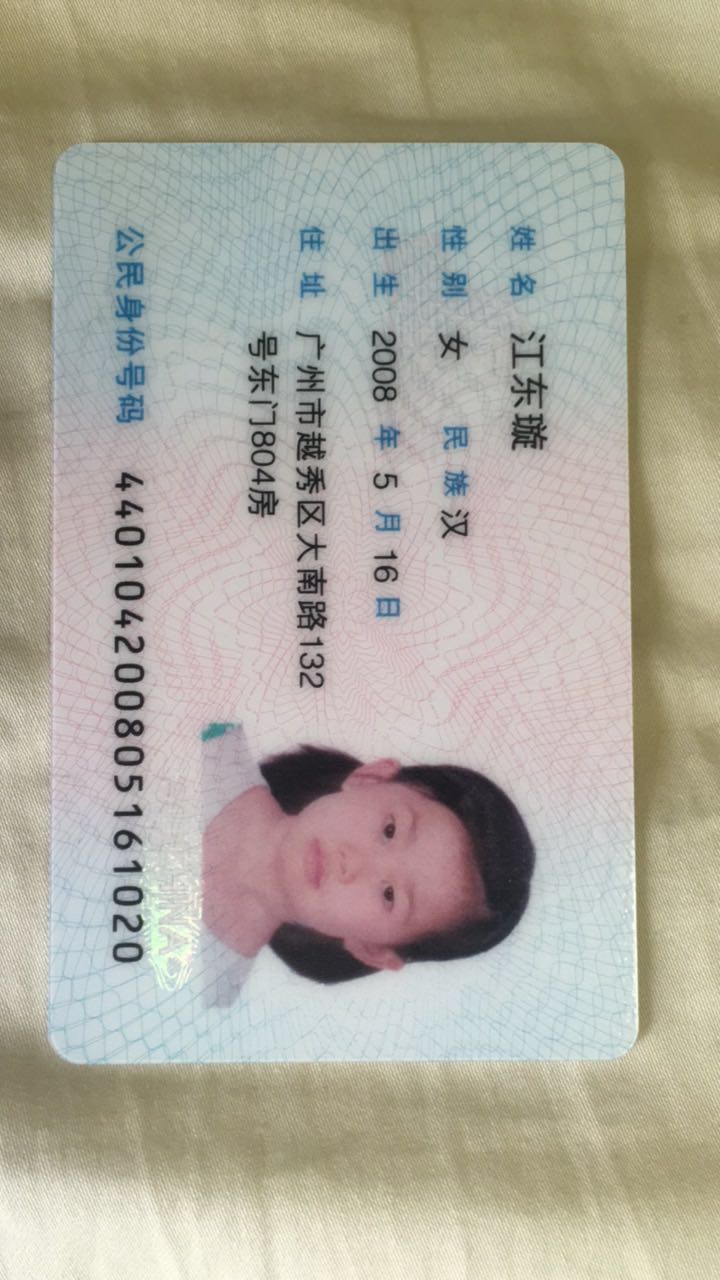 姓名 江东璇
性别 女 民族 汉
出生 2008 年 5 月 16 日
住址 广州市越秀区大南路132
号东门804房
公民身份号码 440104200805161020